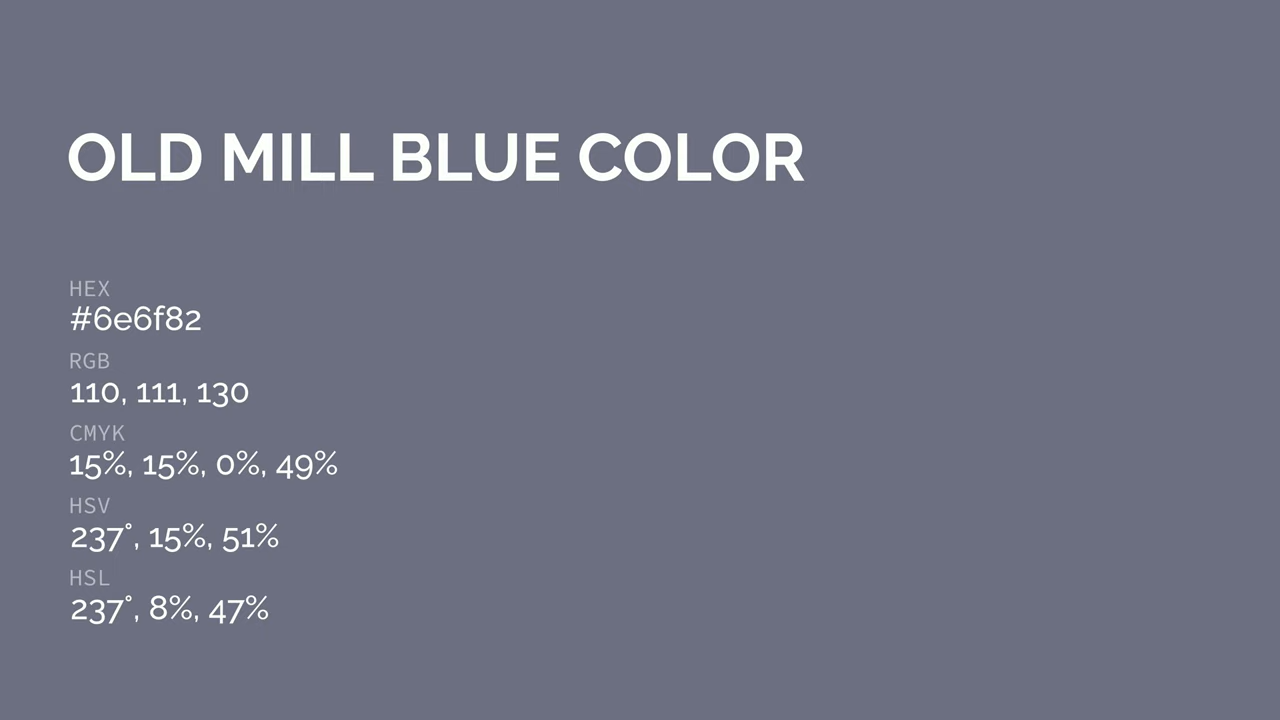 OLD MILL BLUE COLOR
HEX
#6e6f82
RGB
110, 111, 130
CMYK
15%, 15%, 0%, 49%
HSV
237°, 15%, 51%
HSL
237°, 8%, 47%